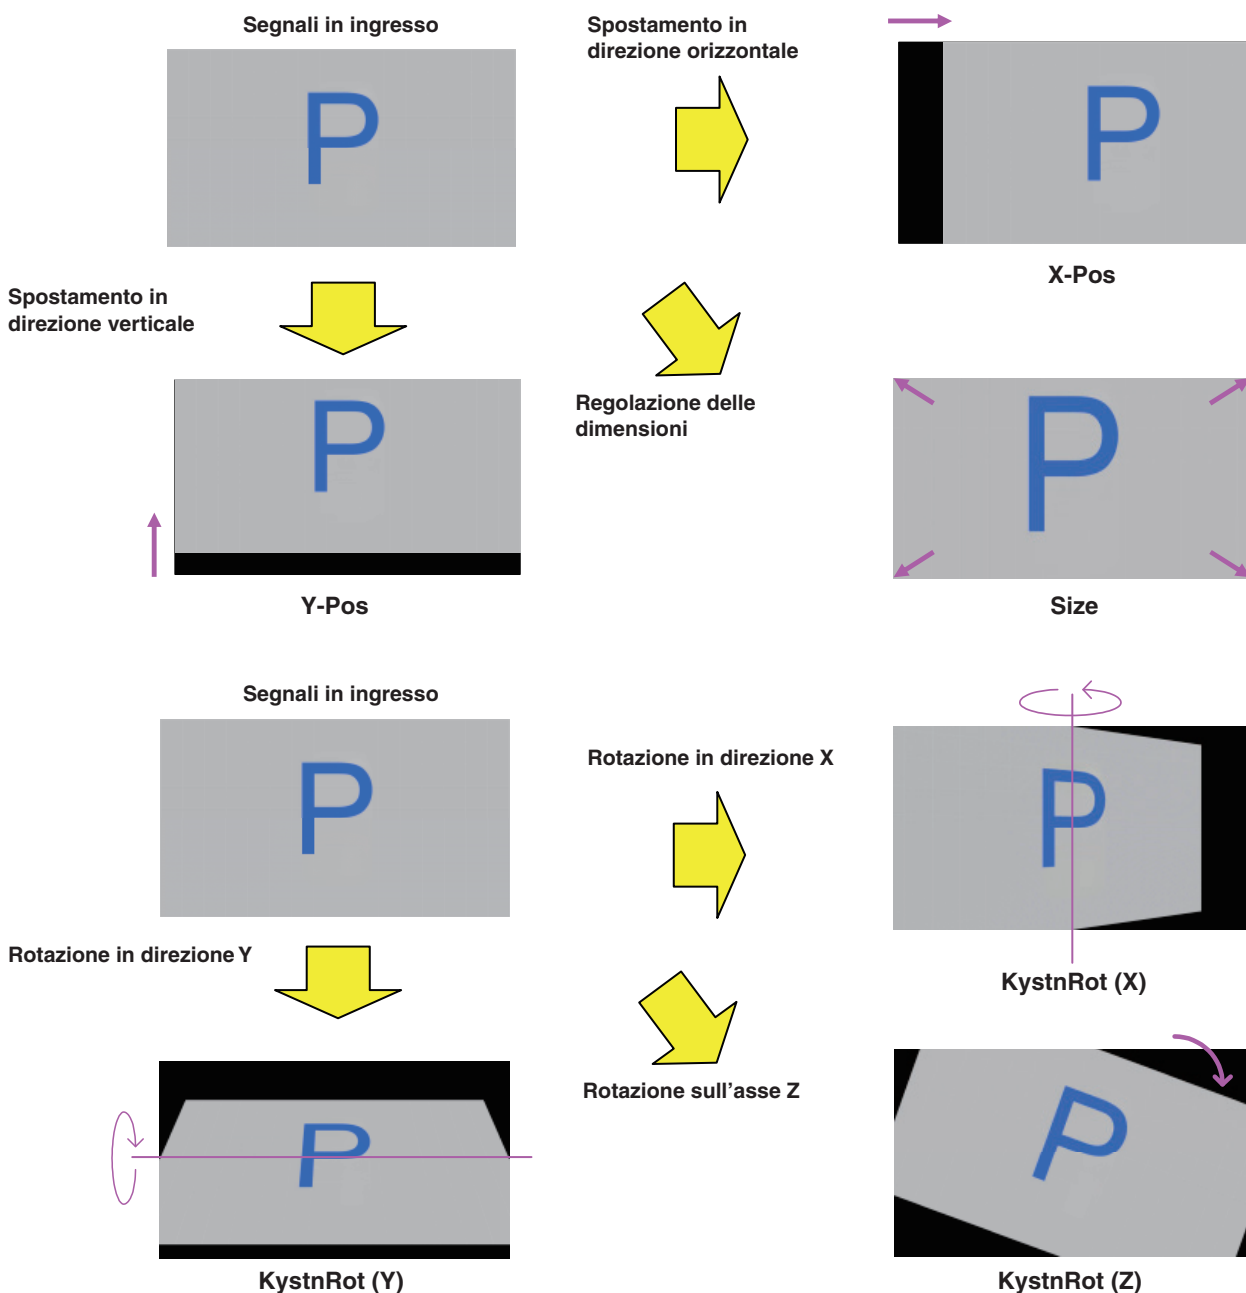 Segnali in ingresso
Spostamento in
direzione orizzontale
P
P
X-Pos
Spostamento in
direzione verticale
Regolazione delle
dimensioni
P
P
Y-Pos
Size
Segnali in ingresso
Rotazione in direzione X
P
P
KystnRot (X)
Rotazione in direzione Y
Rotazione sull'asse Z
P
P
KystnRot (Y)
KystnRot (Z)